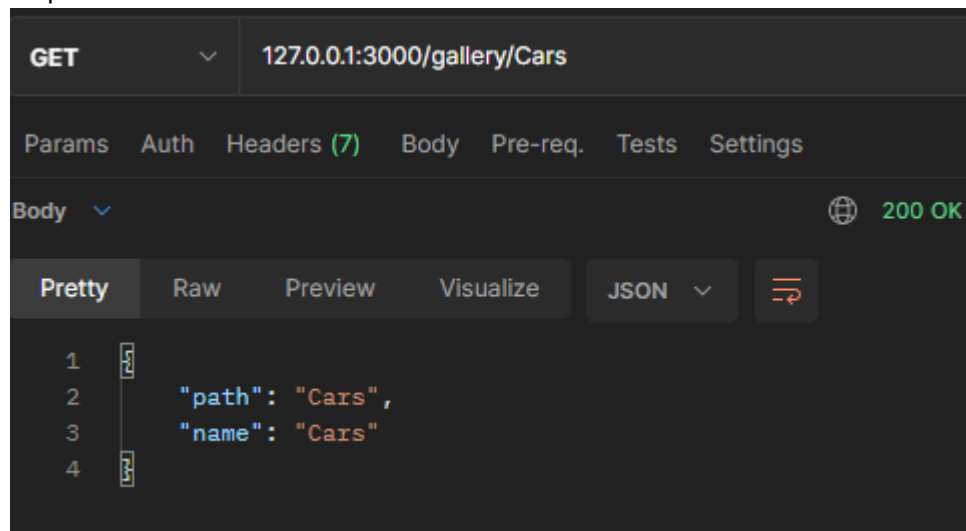 GET 127.0.0.1:3000/gallery/Cars
Params Auth Headers (7) Body Pre-req. Tests Settings
Body 200 OK
Pretty Raw Preview Visualize JSON
1 {
2 "path": "Cars",
3 "name": "Cars"
4 }